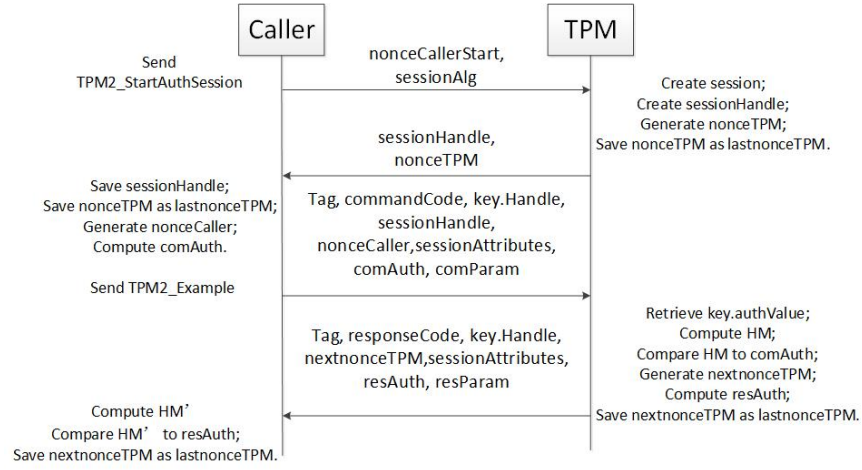 Caller
TPM
Send
TPM2_StartAuthSession
nonceCallerStart,
sessionAlg
Create session;
Create sessionHandle;
Generate nonceTPM;
Save nonceTPM as lastnonceTPM.
sessionHandle,
nonceTPM
Save sessionHandle;
Save nonceTPM as lastnonceTPM;
Generate nonceCaller;
Compute comAuth.
Tag, commandCode, key.Handle,
sessionHandle,
nonceCaller,sessionAttributes,
comAuth, comParam
Send TPM2_Example
Retrieve key.authValue;
Compute HM;
Compare HM to comAuth;
Generate nextnonceTPM;
Compute resAuth;
Save nextnonceTPM as lastnonceTPM.
Tag, responseCode, key.Handle,
nextnonceTPM,sessionAttributes,
resAuth, resParam
Compute HM’
Compare HM’ to resAuth;
Save nextnonceTPM as lastnonceTPM.